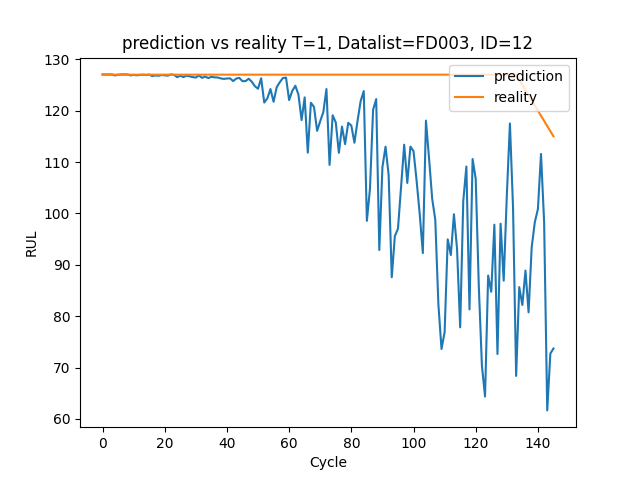 prediction vs reality T=1, Datalist=FD003, ID=12
130
120
110
100
90
80
70
60
RUL
prediction
reality
0 20 40 60 80 100 120 140
Cycle